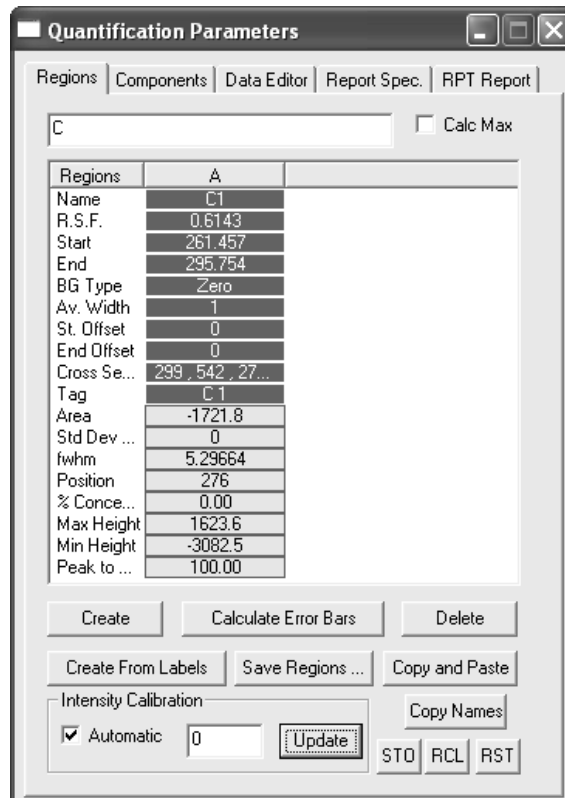 Quantification Parameters
Regions Components Data Editor Report Spec. RPT Report
C Calc Max
Regions A
Name C1
R.S.F. 0.6143
Start 261.457
End 295.754
BG Type Zero
Av. Width 1
St. Offset 0
End Offset 0
Cross Se... 299 , 542 , 27...
Tag C 1
Area -1721.8
Std Dev ... 0
fwhm 5.29664
Position 276
% Conce... 0.00
Max Height 1623.6
Min Height -3082.5
Peak to ... 100.00
Create Calculate Error Bars Delete
Create From Labels Save Regions ... Copy and Paste
Intensity Calibration
Copy Names
Automatic 0 Update
STO RCL RST